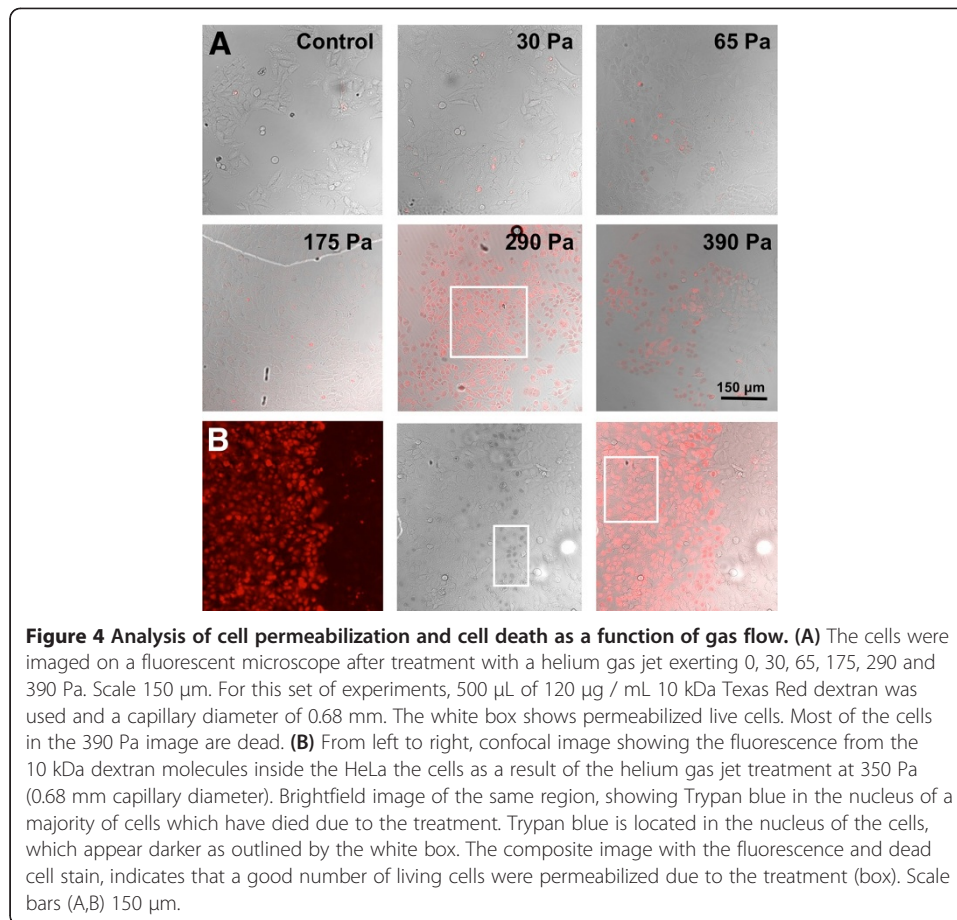 A
Control
30 Pa
65 Pa
175 Pa
290 Pa
390 Pa
150 µm
B
Figure 4 Analysis of cell permeabilization and cell death as a function of gas flow. (A) The cells were
imaged on a fluorescent microscope after treatment with a helium gas jet exerting 0, 30, 65, 175, 290 and
390 Pa. Scale 150 µm. For this set of experiments, 500 µL of 120 µg / mL 10 kDa Texas Red dextran was
used and a capillary diameter of 0.68 mm. The white box shows permeabilized live cells. Most of the cells
in the 390 Pa image are dead. (B) From left to right, confocal image showing the fluorescence from the
10 kDa dextran molecules inside the HeLa the cells as a result of the helium gas jet treatment at 350 Pa
(0.68 mm capillary diameter). Brightfield image of the same region, showing Trypan blue in the nucleus of a
majority of cells which have died due to the treatment. Trypan blue is located in the nucleus of the cells,
which appear darker as outlined by the white box. The composite image with the fluorescence and dead
cell stain, indicates that a good number of living cells were permeabilized due to the treatment (box). Scale
bars (A,B) 150 µm.